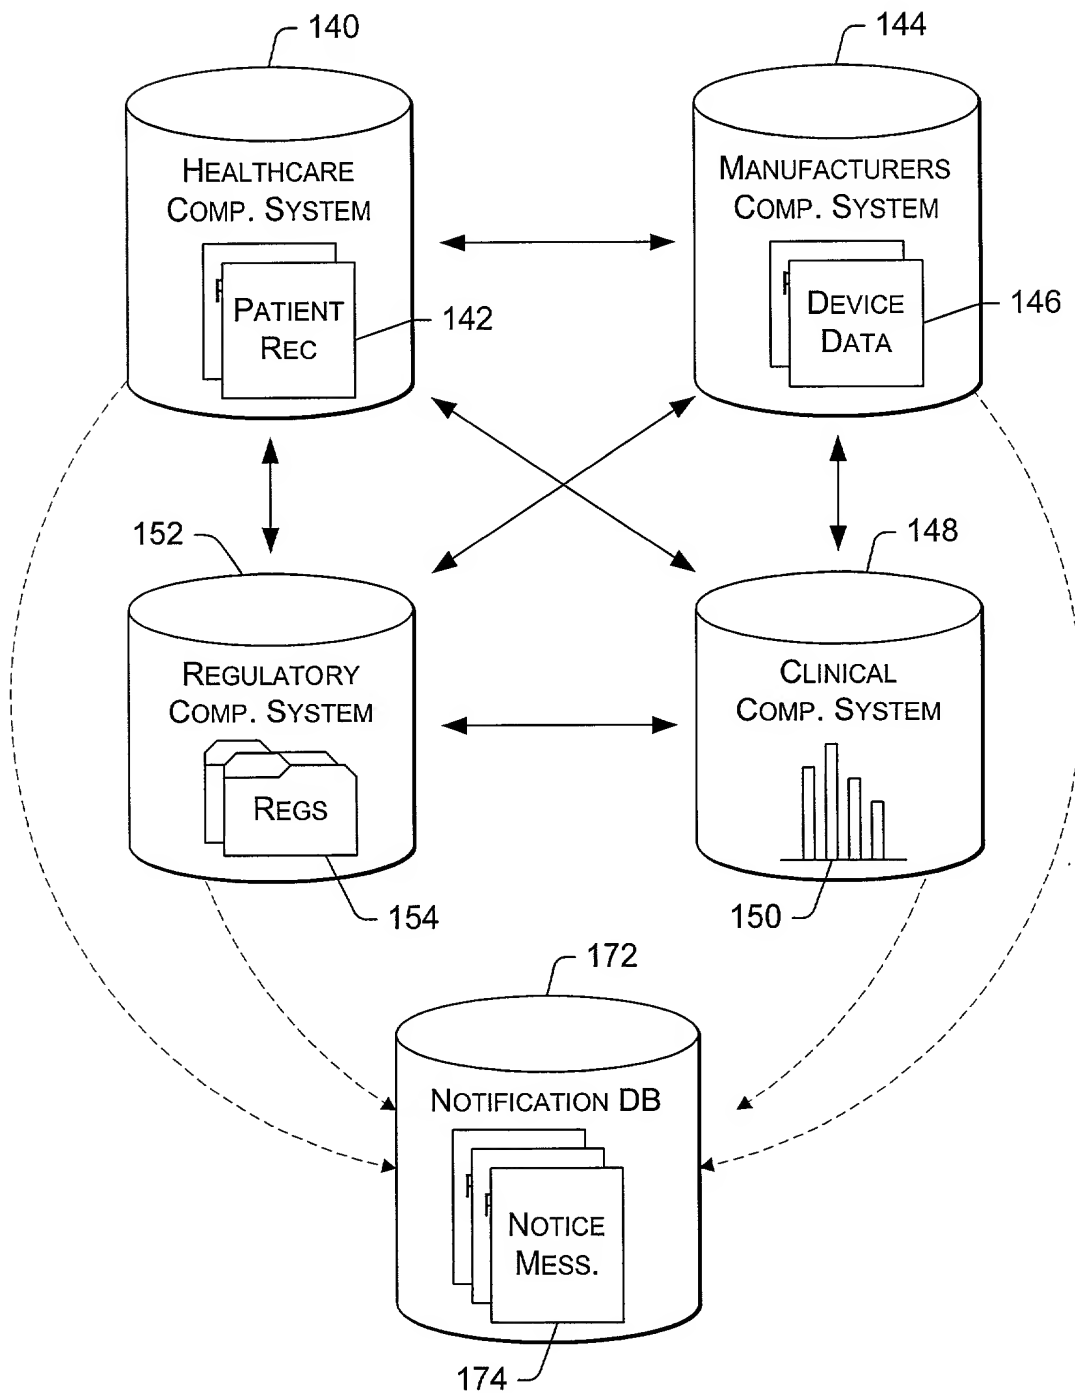 140
144
HEALTHCARE
COMP. SYSTEM
MANUFACTURERS
COMP. SYSTEM
PATIENT
REC
142
DEVICE
DATA
146
152
148
REGULATORY
COMP. SYSTEM
CLINICAL
COMP. SYSTEM
REGS
154
150
172
NOTIFICATION DB
NOTICE
MESS.
174